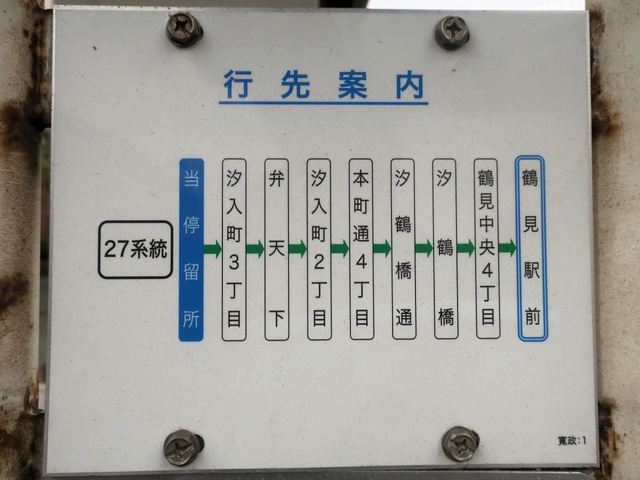 行先案内
27系統
当停留所
汐入町3丁目
弁天下
汐入町2丁目
本町通4丁目
汐鶴橋通
汐鶴橋
鶴見中央4丁目
鶴見駅前
寛政:1